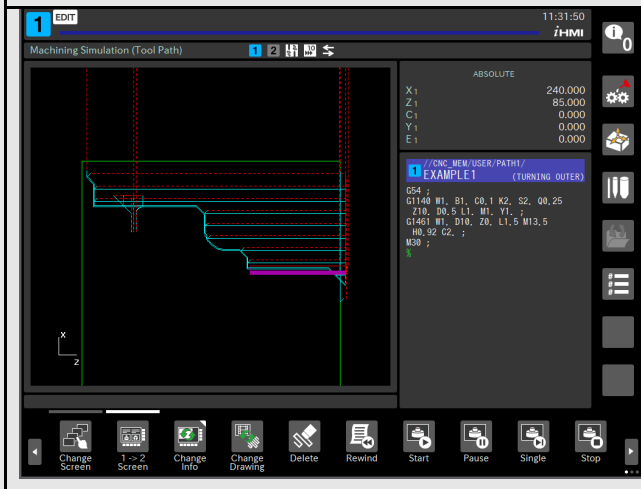 1 EDIT 11:31:50
iHMI
Machining Simulation (Tool Path) 1 2
0
ABSOLUTE
X1 240.000
Z1 85.000
C1 0.000
Y1 0.000
E1 0.000
//CNC_MEM/USER/PATH1/
1 EXAMPLE1 (TURNING OUTER)
G54 ;
G1140 W1. B1. C0.1 K2. S2. Q0.25
Z10. D0.5 L1. M1. Y1. ;
G1461 W1. D10. Z0. L1.5 M13.5
H0.92 C2. ;
M30 ;
%
X
Z
Change Screen
1 -> 2 Screen
Change Info
Change Drawing
Delete
Rewind
Start
Pause
Single
Stop